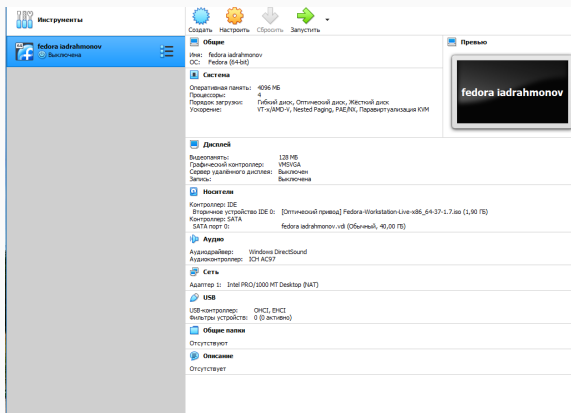 Инструменты
Создать Настроить Сбросить Запустить
fedora iadrahmonov
Выключена
Общие
Имя: fedora iadrahmonov
ОС: Fedora (64-bit)
Превью
fedora iadrahmonov
Система
Оперативная память: 4096 МБ
Процессоры: 4
Порядок загрузки: Гибкий диск, Оптический диск, Жёсткий диск
Ускорение: VT-x/AMD-V, Nested Paging, PAE/NX, Паравиртуализация KVM
Дисплей
Видеопамять: 128 МБ
Графический контроллер: VMSVGA
Сервер удалённого дисплея: Выключен
Запись: Выключена
Носители
Контроллер: IDE
Вторичное устройство IDE 0: [Оптический привод] Fedora-Workstation-Live-x86_64-37-1.7.iso (1,90 ГБ)
Контроллер: SATA
SATA порт 0: fedora iadrahmonov.vdi (Обычный, 40,00 ГБ)
Аудио
Аудиодрайвер: Windows DirectSound
Аудиоконтроллер: ICH AC97
Сеть
Адаптер 1: Intel PRO/1000 MT Desktop (NAT)
USB
USB-контроллер: OHCI, EHCI
Фильтры устройств: 0 (0 активно)
Общие папки
Отсутствуют
Описание
Отсутствует